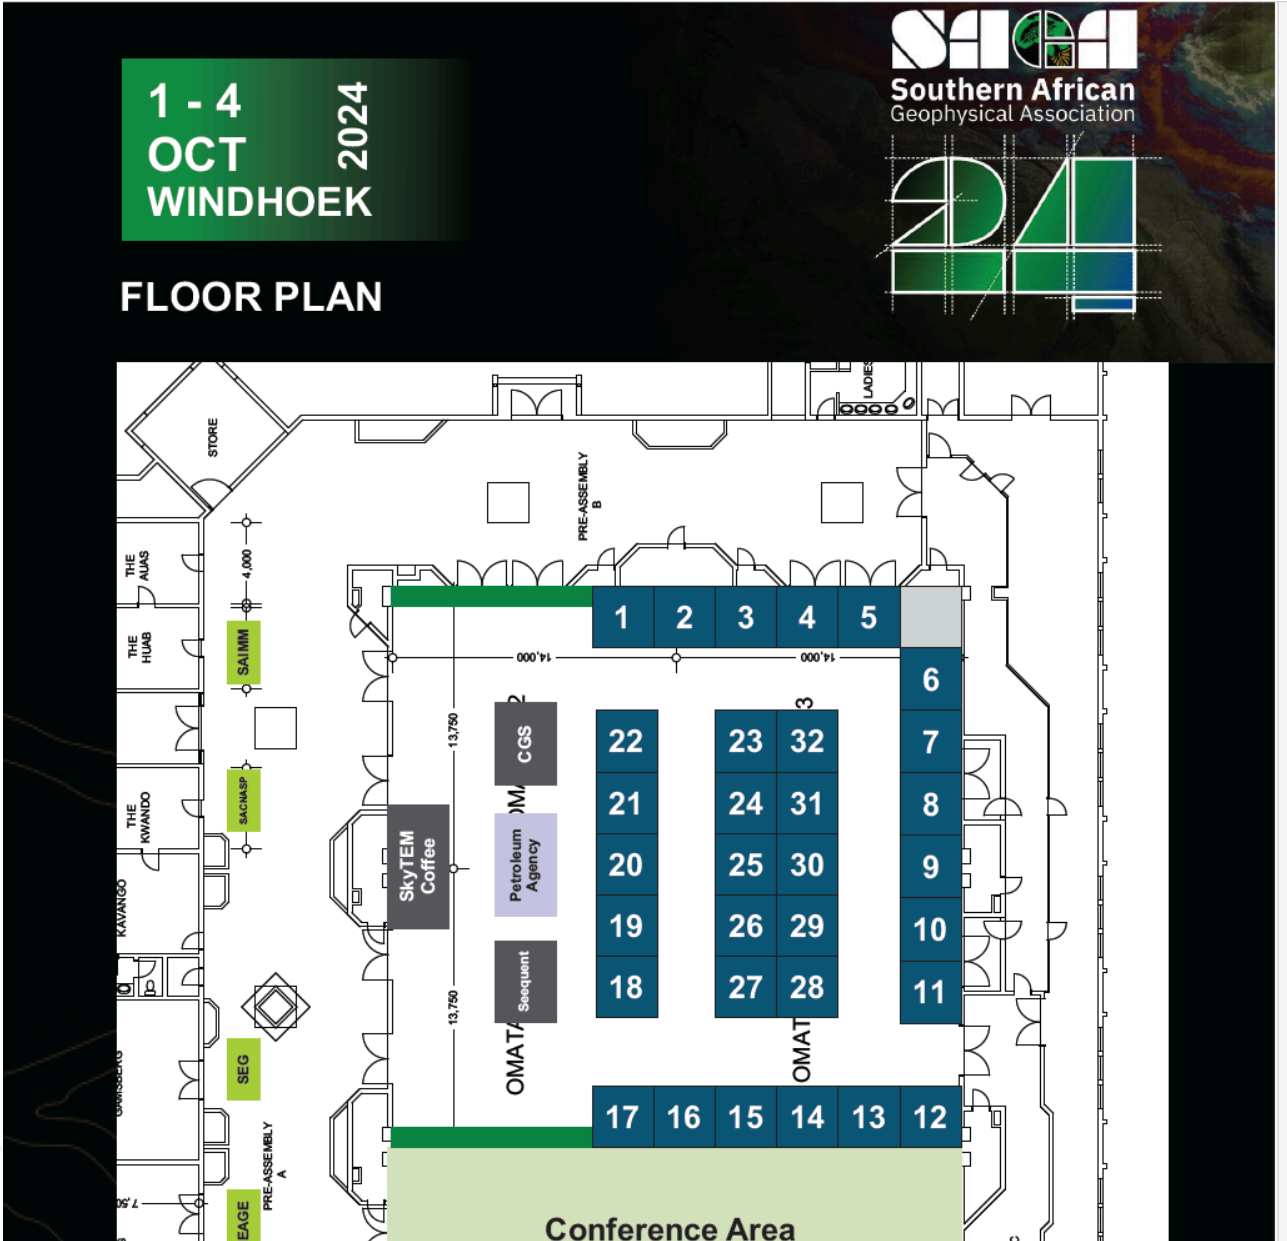 SAGA
Southern African
Geophysical Association
24
1 - 4
OCT
WINDHOEK
2024
FLOOR PLAN
LADIES
STORE
PRE-ASSEMBLY
B
THE
AUAS
4,000
THE
HUAB
SAIMM
1 2 3 4 5
14,000
14,000
6
13,750
CGS
22 23 32 7
SACNASP
THE
KWANDO
21 24 31 8
SkyTEM
Coffee
Petroleum
Agency
20 25 30 9
KAVANGO
19 26 29 10
Seequent
18 27 28 11
13,750
SEG
17 16 15 14 13 12
PRE-ASSEMBLY
A
EAGE
Conference Area